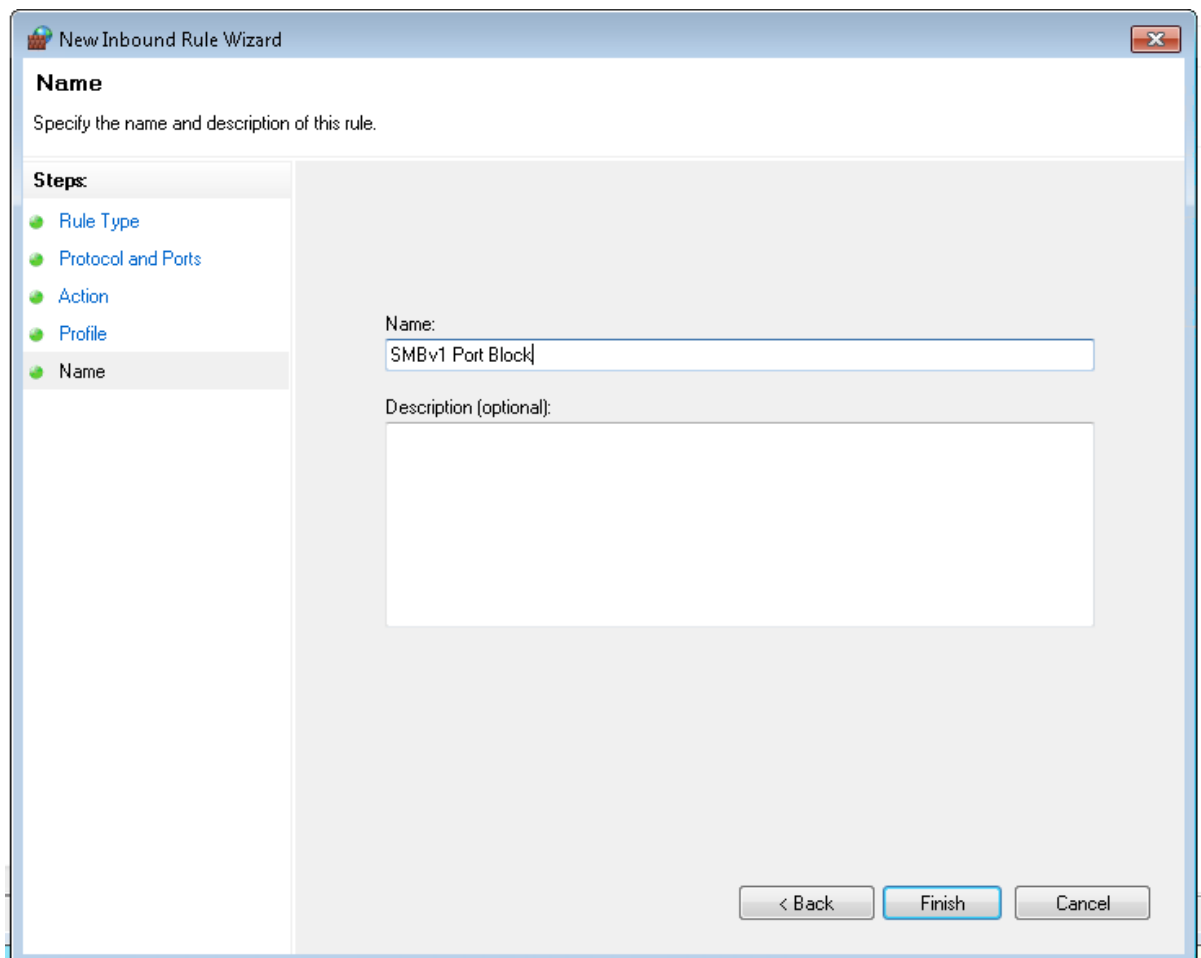 New Inbound Rule Wizard
Name
Specify the name and description of this rule.
Steps:
Rule Type
Protocol and Ports
Action
Profile
Name
Name:
SMBv1 Port Block
Description (optional):
< Back
Finish
Cancel